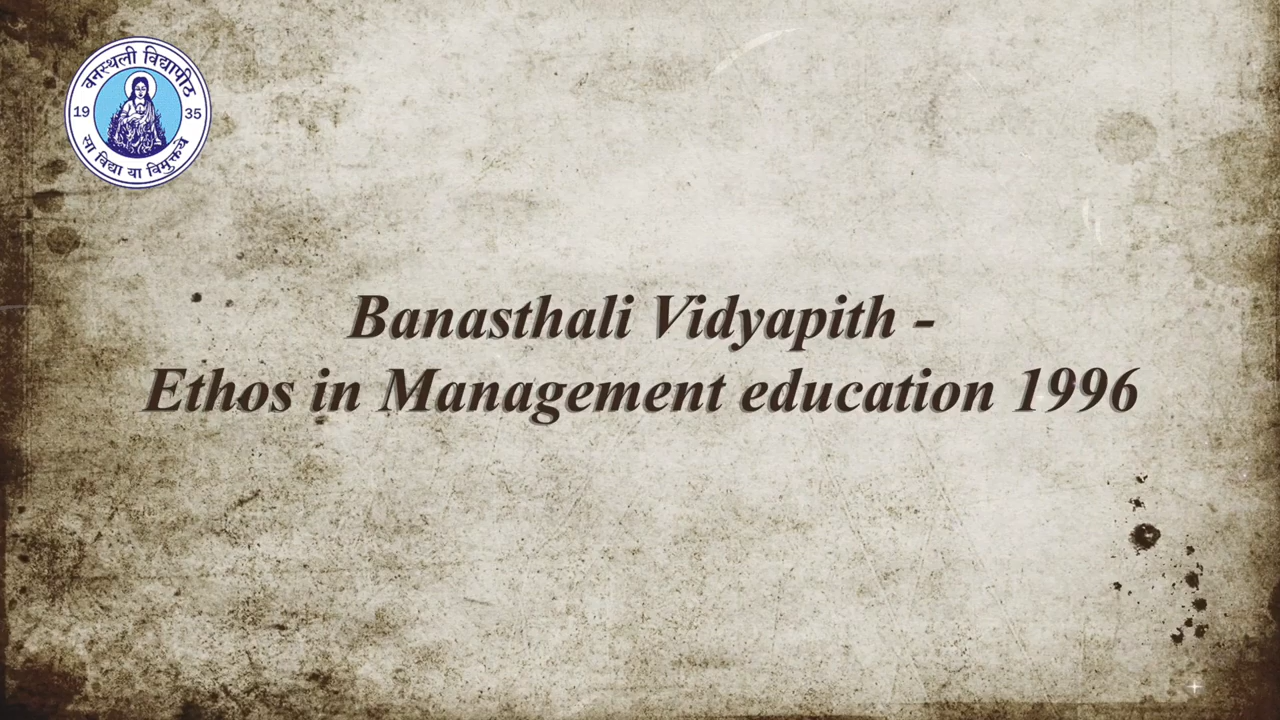 वनस्थली विद्यापीठ
19 35
सा विद्या या विमुक्तये
Banasthali Vidyapith -
Ethos in Management education 1996